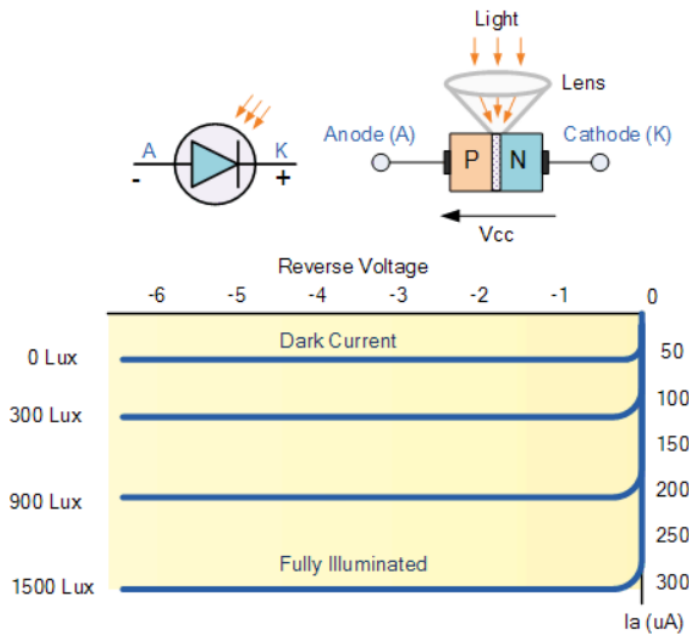 Light
Lens
A
K
-
+
Anode (A)
P
N
Cathode (K)
Vcc
Reverse Voltage
-6 -5 -4 -3 -2 -1 0
Dark Current
0 Lux
50
100
300 Lux
150
200
900 Lux
250
Fully Illuminated
1500 Lux
300
Ia (uA)